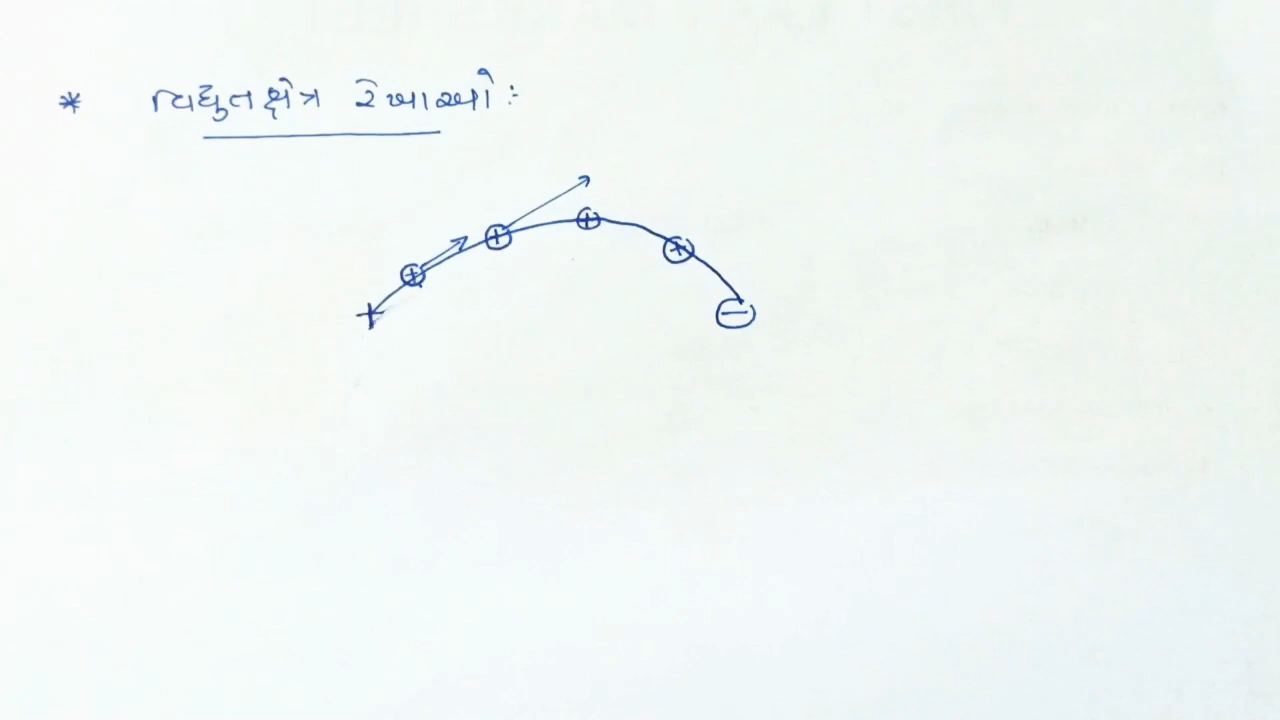 * વિદ્યુતક્ષેત્ર રેખાઓ :-
+ + + + + −